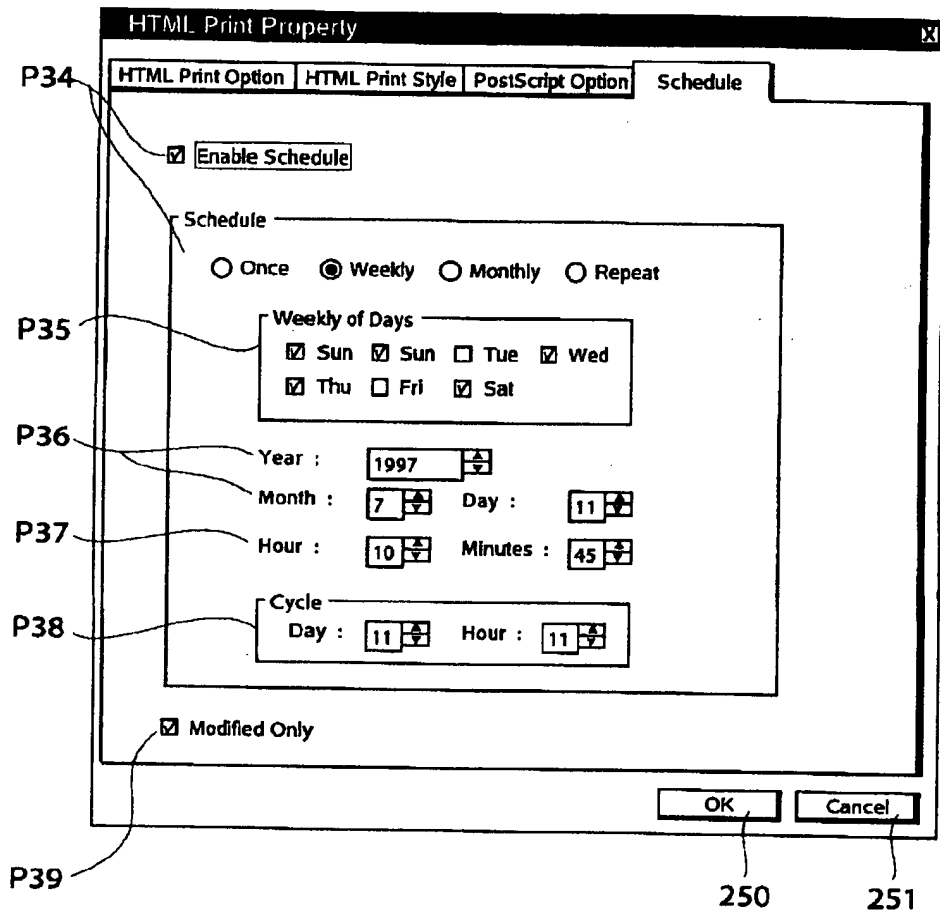 HTML Print Property X
HTML Print Option HTML Print Style PostScript Option Schedule
P34
Enable Schedule
Schedule
Once Weekly Monthly Repeat
P35
Weekly of Days
Sun Sun Tue Wed
Thu Fri Sat
P36
Year : 1997
Month : 7 Day : 11
P37
Hour : 10 Minutes : 45
Cycle
P38
Day : 11 Hour : 11
Modified Only
OK Cancel
P39
250 251